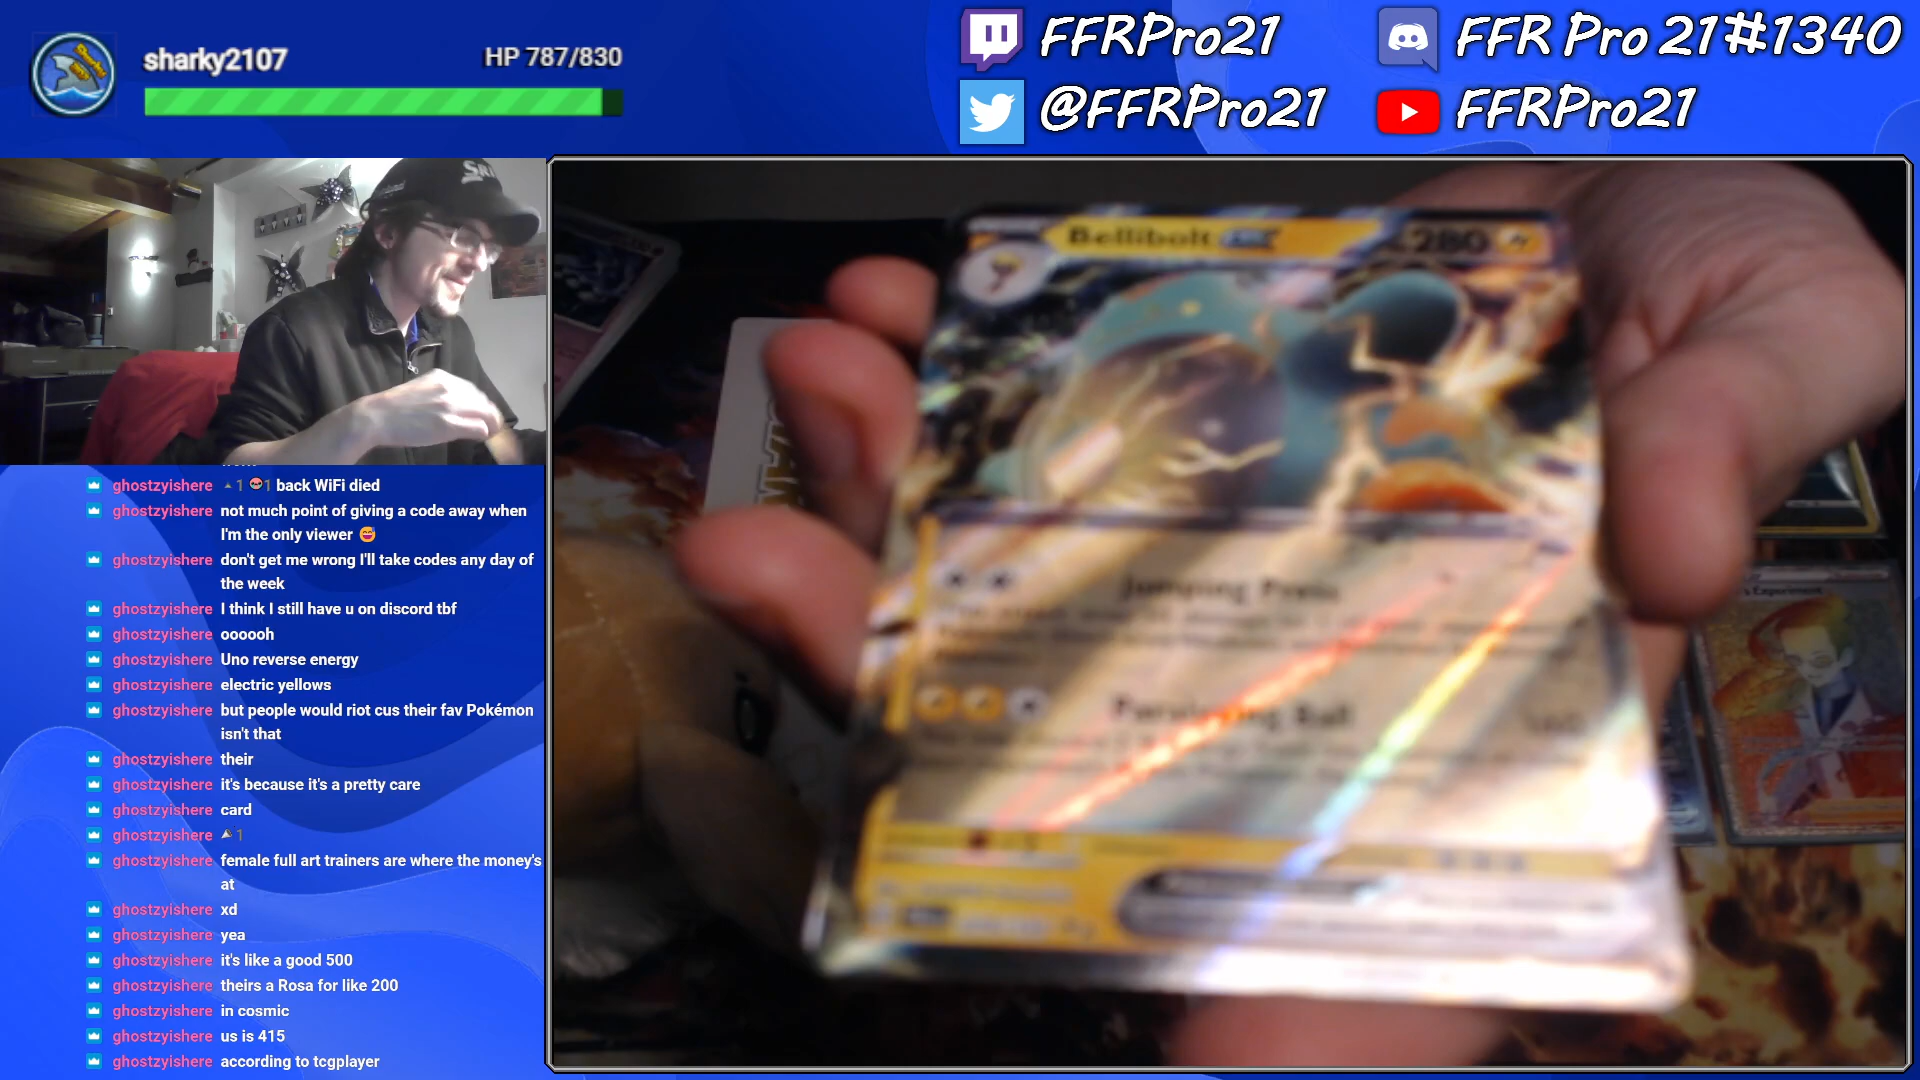 sharky2107
HP 787/830
FFRPro21
FFR Pro 21#1340
@FFRPro21
FFRPro21
Bellibolt ex
280
Jumping Press
Paralyzing Ball
's Experiment
ghostzyishere 1 1 back WiFi died
ghostzyishere not much point of giving a code away when
I'm the only viewer 😅
ghostzyishere don't get me wrong I'll take codes any day of
the week
ghostzyishere I think I still have u on discord tbf
ghostzyishere oooooh
ghostzyishere Uno reverse energy
ghostzyishere electric yellows
ghostzyishere but people would riot cus their fav Pokémon
isn't that
ghostzyishere their
ghostzyishere it's because it's a pretty care
ghostzyishere card
ghostzyishere 1
ghostzyishere female full art trainers are where the money's
at
ghostzyishere xd
ghostzyishere yea
ghostzyishere it's like a good 500
ghostzyishere theirs a Rosa for like 200
ghostzyishere in cosmic
ghostzyishere us is 415
ghostzyishere according to tcgplayer